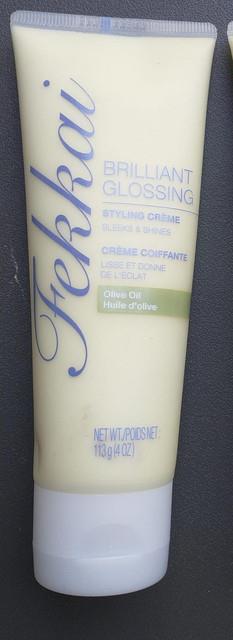 Fekkai
BRILLIANT
GLOSSING
STYLING CRÈME
SLEEKS & SHINES
CRÈME COIFFANTE
LISSE ET DONNE
DE L'ÉCLAT
Olive Oil
Huile d'olive
NET WT./POIDS NET:
113 g (4 OZ)